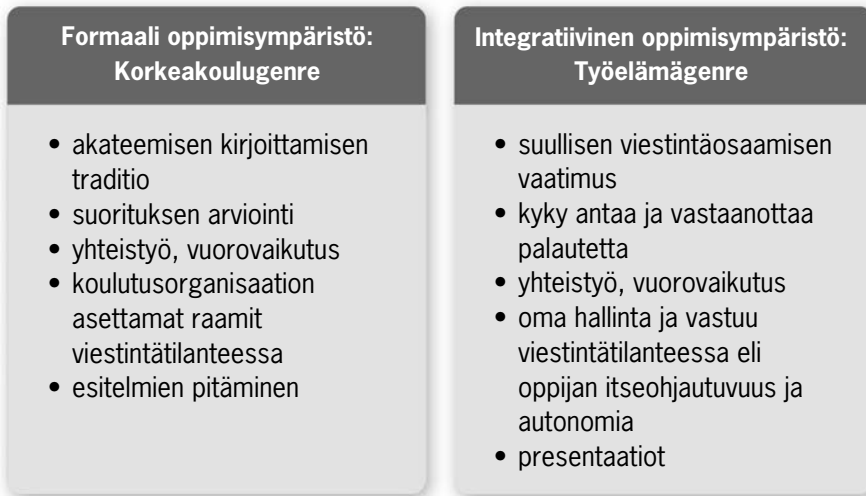 Formaali oppimisympäristö:
Korkeakoulugenre
• akateemisen kirjoittamisen
traditio
• suorituksen arviointi
• yhteistyö, vuorovaikutus
• koulutusorganisaation
asettamat raamit
viestintätilanteessa
• esitelmien pitäminen
Integratiivinen oppimisympäristö:
Työelämägenre
• suullisen viestintäosaamisen
vaatimus
• kyky antaa ja vastaanottaa
palautetta
• yhteistyö, vuorovaikutus
• oma hallinta ja vastuu
viestintätilanteessa eli
oppijan itseohjautuvuus ja
autonomia
• presentaatiot